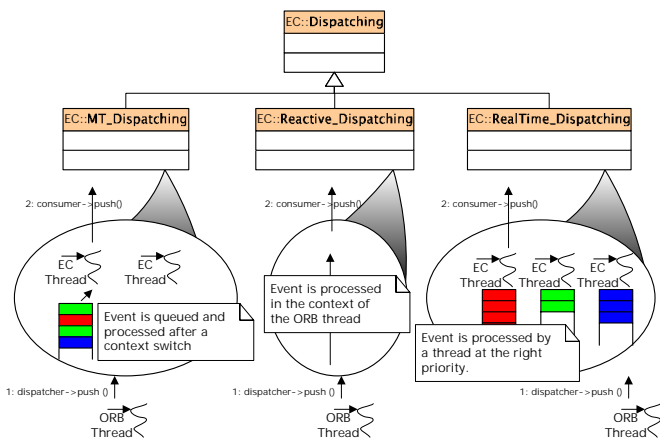 EC::Dispatching
EC::MT_Dispatching
EC::Reactive_Dispatching
EC::RealTime_Dispatching
2: consumer->push()
2: consumer->push()
2: consumer->push()
EC
Thread
EC
Thread
Event is queued and
processed after a
context switch
Event is processed
in the context of
the ORB thread
EC
Thread
EC
Thread
EC
Thread
Event is processed by
a thread at the right
priority.
1: dispatcher->push ()
1: dispatcher->push ()
1: dispatcher->push ()
ORB
Thread
ORB
Thread
ORB
Thread